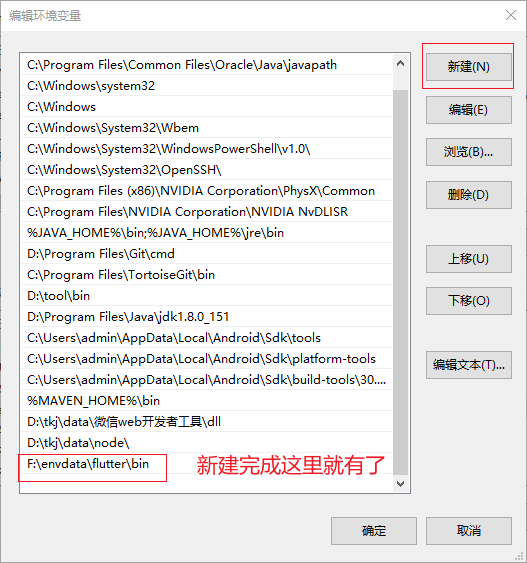 编辑环境变量
C:\Program Files\Common Files\Oracle\Java\javapath
C:\Windows\system32
C:\Windows
C:\Windows\System32\Wbem
C:\Windows\System32\WindowsPowerShell\v1.0\
C:\Windows\System32\OpenSSH\
C:\Program Files (x86)\NVIDIA Corporation\PhysX\Common
C:\Program Files\NVIDIA Corporation\NVIDIA NvDLISR
%JAVA_HOME%\bin;%JAVA_HOME%\jre\bin
D:\Program Files\Git\cmd
C:\Program Files\TortoiseGit\bin
D:\tool\bin
D:\Program Files\Java\jdk1.8.0_151
C:\Users\admin\AppData\Local\Android\Sdk\tools
C:\Users\admin\AppData\Local\Android\Sdk\platform-tools
C:\Users\admin\AppData\Local\Android\Sdk\build-tools\30....
%MAVEN_HOME%\bin
D:\tkj\data\微信web开发者工具\dll
D:\tkj\data\node\
F:\envdata\flutter\bin
新建完成这里就有了
新建(N)
编辑(E)
浏览(B)...
删除(D)
上移(U)
下移(O)
编辑文本(T)...
确定
取消